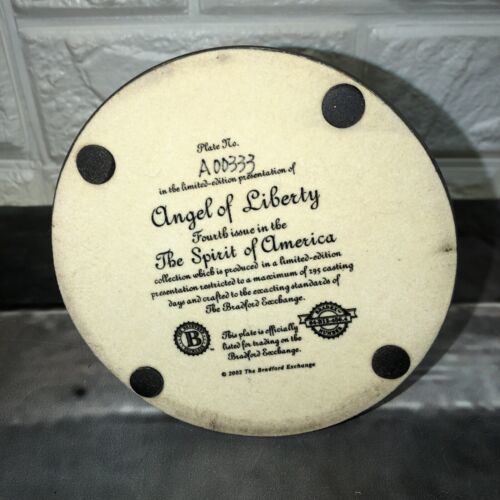 Plate No.
A00333
in the limited-edition presentation of
Angel of Liberty
Fourth issue in the
The Spirit of America
collection which is produced in a limited-edition
presentation restricted to a maximum of 295 casting
days and crafted to the exacting standards of
The Bradford Exchange.
B
This plate is officially
listed for trading on the
Bradford Exchange.
© 2002 The Bradford Exchange